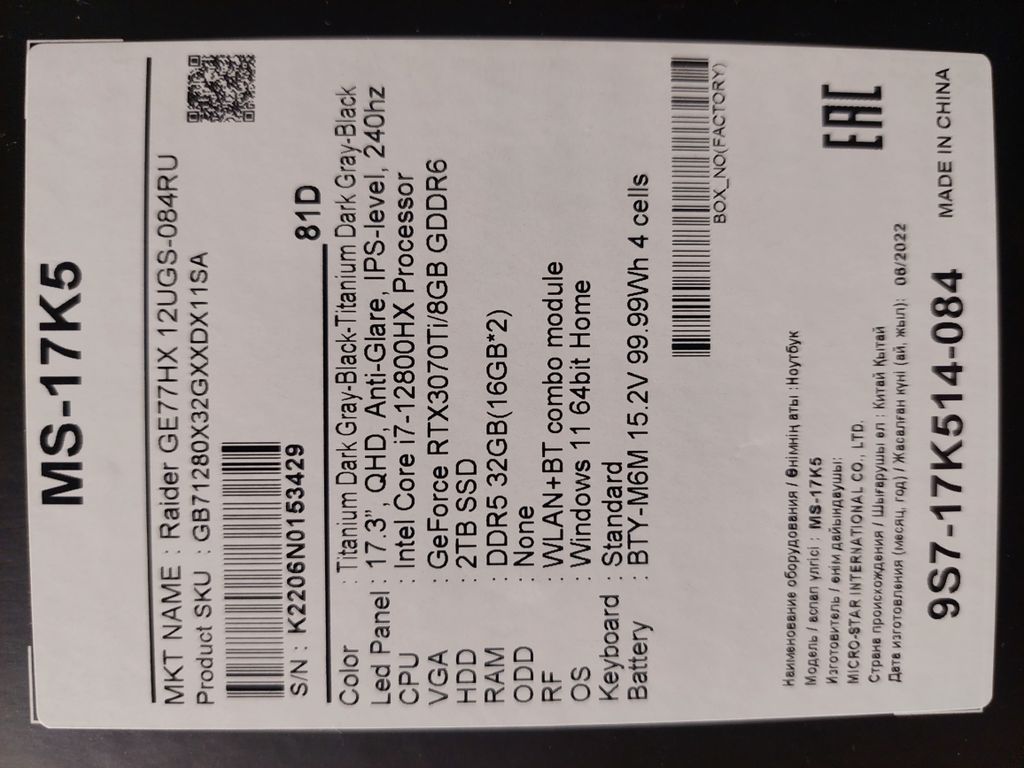 MS-17K5
MKT NAME : Raider GE77HX 12UGS-084RU
Product SKU : GB71280X32GXXDX11SA
S/N : K2206N0153429
81D
Color : Titanium Dark Gray-Black-Titanium Dark Gray-Black
Led Panel : 17.3", QHD, Anti-Glare, IPS-level, 240hz
CPU : Intel Core i7-12800HX Processor
VGA : GeForce RTX3070Ti/8GB GDDR6
HDD : 2TB SSD
RAM : DDR5 32GB(16GB*2)
ODD : None
RF : WLAN+BT combo module
OS : Windows 11 64bit Home
Keyboard : Standard
Battery : BTY-M6M 15.2V 99.99Wh 4 cells
BOX_NO(FACTORY)
Наименование оборудования / Өнімнің аты : Ноутбук
Модель / аспап үлгісі : MS-17K5
Изготовитель / өнім дайындаушы:
MICRO-STAR INTERNATIONAL CO., LTD.
Страна происхождения / Шығарушы ел : Китай Қытай
Дата изготовления (месяц, год) / Жасалған күні (ай, жыл): 06/2022
EAC
9S7-17K514-084
MADE IN CHINA